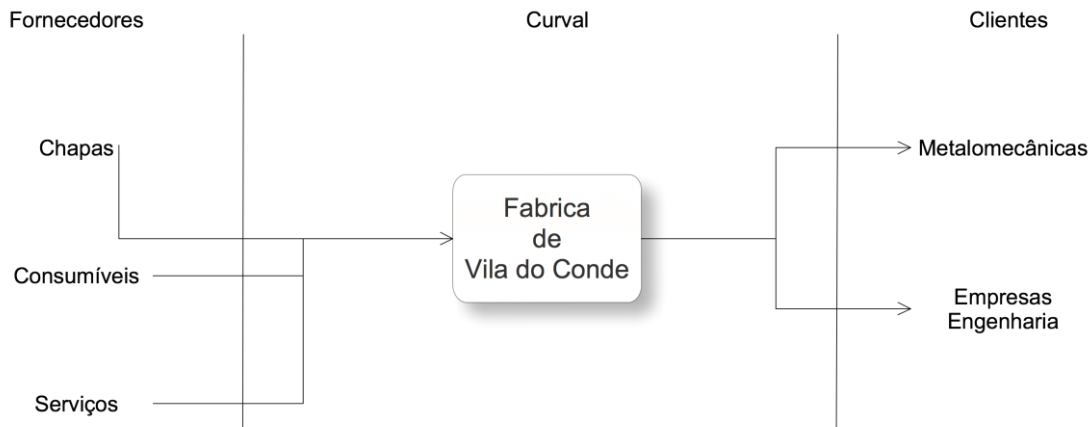 Fornecedores
Curval
Clientes
Chapas
Metalomecânicas
Fabrica
de
Vila do Conde
Consumíveis
Empresas
Engenharia
Serviços